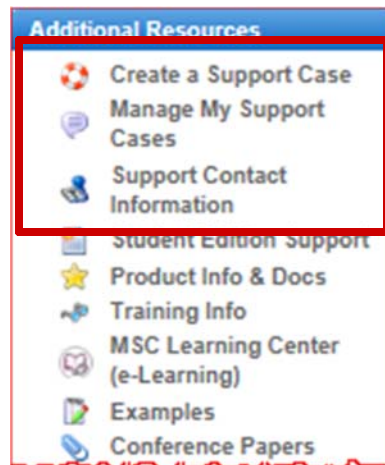 Additional Resources
Create a Support Case
Manage My Support
Cases
Support Contact
Information
Student Edition Support
Product Info & Docs
Training Info
MSC Learning Center
(e-Learning)
Examples
Conference Papers